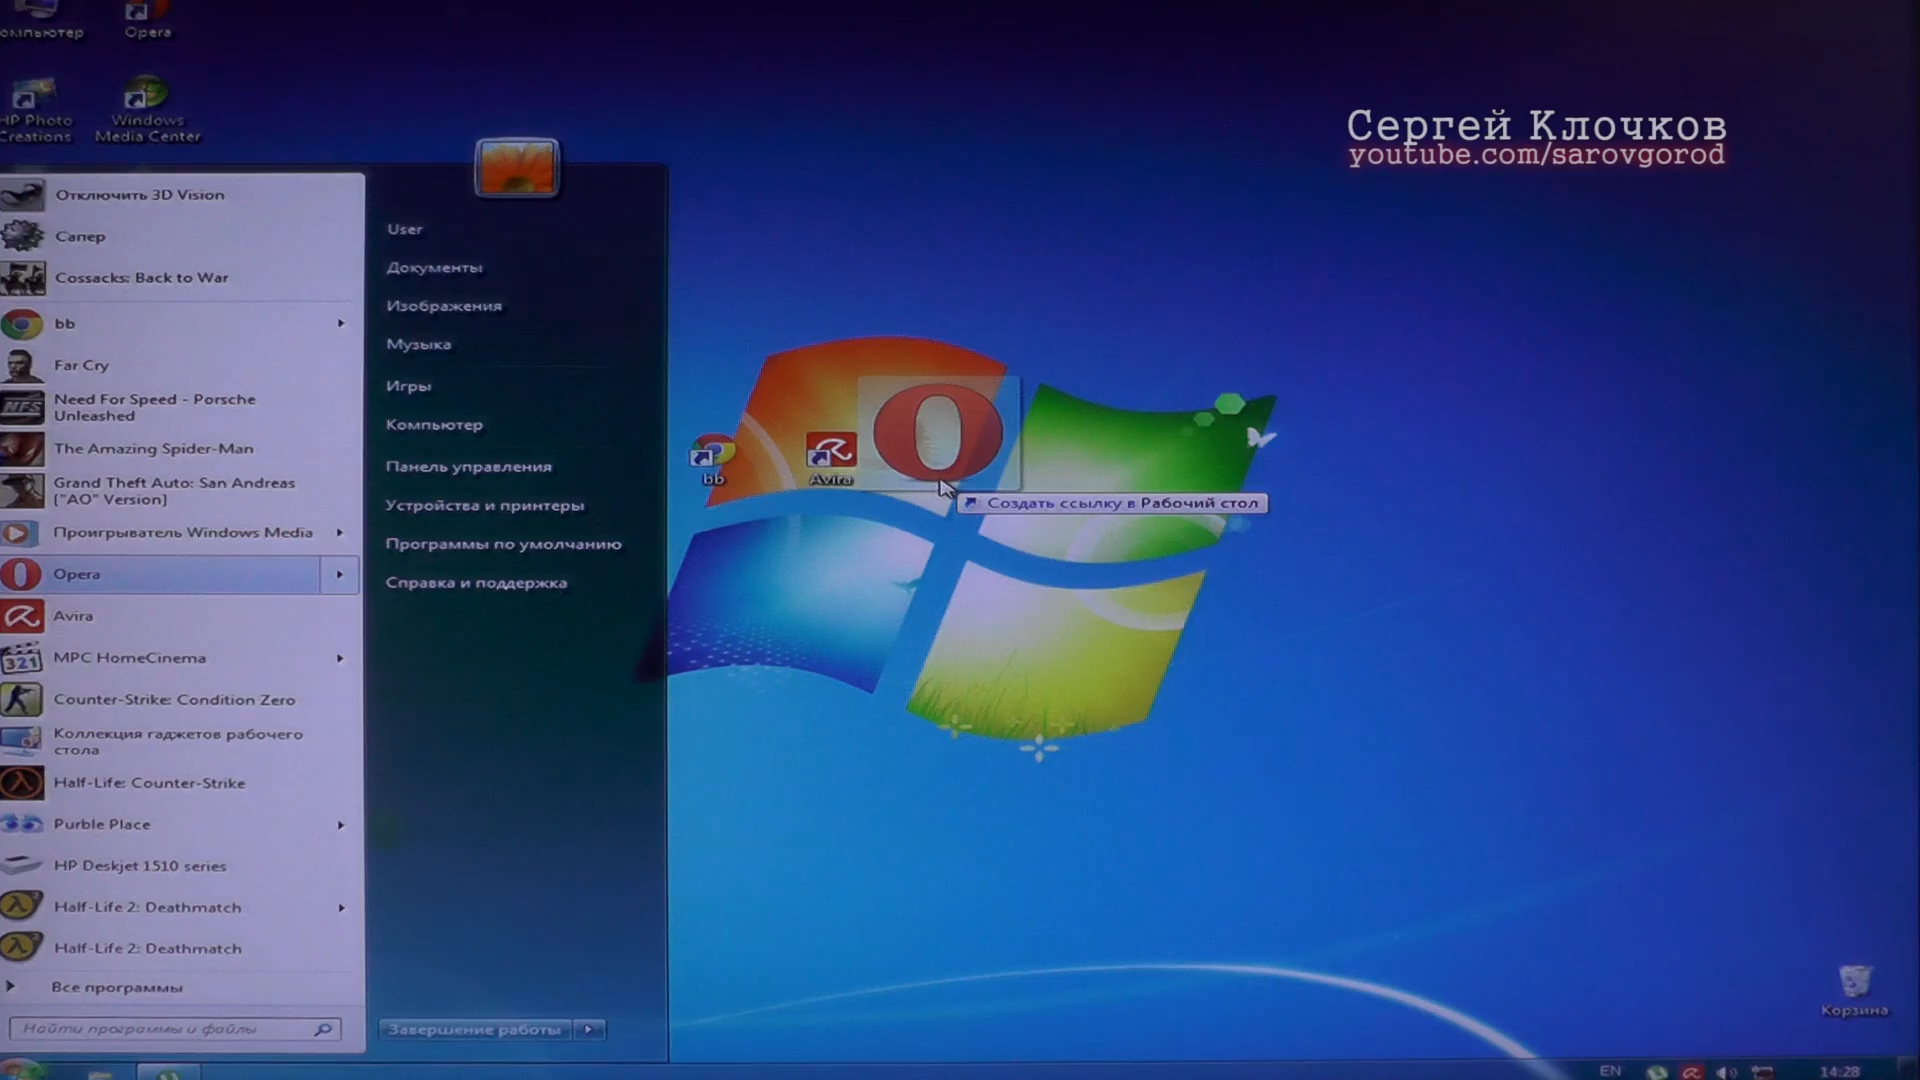 Компьютер
Opera
HP Photo
Creations
Windows
Media Center
Сергей Клочков
youtube.com/sarovgorod
Отключить 3D Vision
Сапер
Cossacks: Back to War
bb
Far Cry
Need For Speed - Porsche
Unleashed
The Amazing Spider-Man
Grand Theft Auto: San Andreas
["AO" Version]
Проигрыватель Windows Media
Opera
Avira
MPC HomeCinema
321
Counter-Strike: Condition Zero
Коллекция гаджетов рабочего
стола
Half-Life: Counter-Strike
Purble Place
HP Deskjet 1510 series
Half-Life 2: Deathmatch
Half-Life 2: Deathmatch
Все программы
Найти программы и файлы
User
Документы
Изображения
Музыка
Игры
Компьютер
Панель управления
Устройства и принтеры
Программы по умолчанию
Справка и поддержка
Завершение работы
bb
Avira
Создать ссылку в Рабочий стол
Корзина
EN
14:28